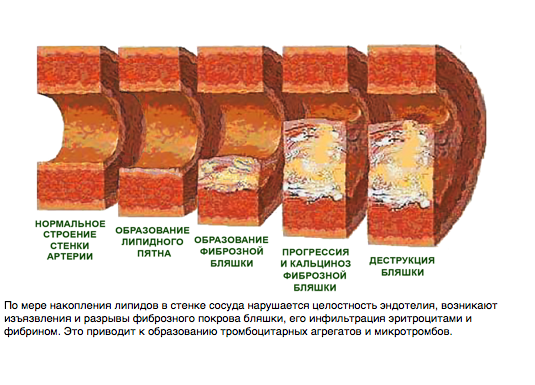 НОРМАЛЬНОЕ
СТРОЕНИЕ
СТЕНКИ
АРТЕРИИ
ОБРАЗОВАНИЕ
ЛИПИДНОГО
ПЯТНА
ОБРАЗОВАНИЕ
ФИБРОЗНОЙ
БЛЯШКИ
ПРОГРЕССИЯ
И КАЛЬЦИНОЗ
ФИБРОЗНОЙ
БЛЯШКИ
ДЕСТРУКЦИЯ
БЛЯШКИ
По мере накопления липидов в стенке сосуда нарушается целостность эндотелия, возникают
изъязвления и разрывы фиброзного покрова бляшки, его инфильтрация эритроцитами и
фибрином. Это приводит к образованию тромбоцитарных агрегатов и микротромбов.